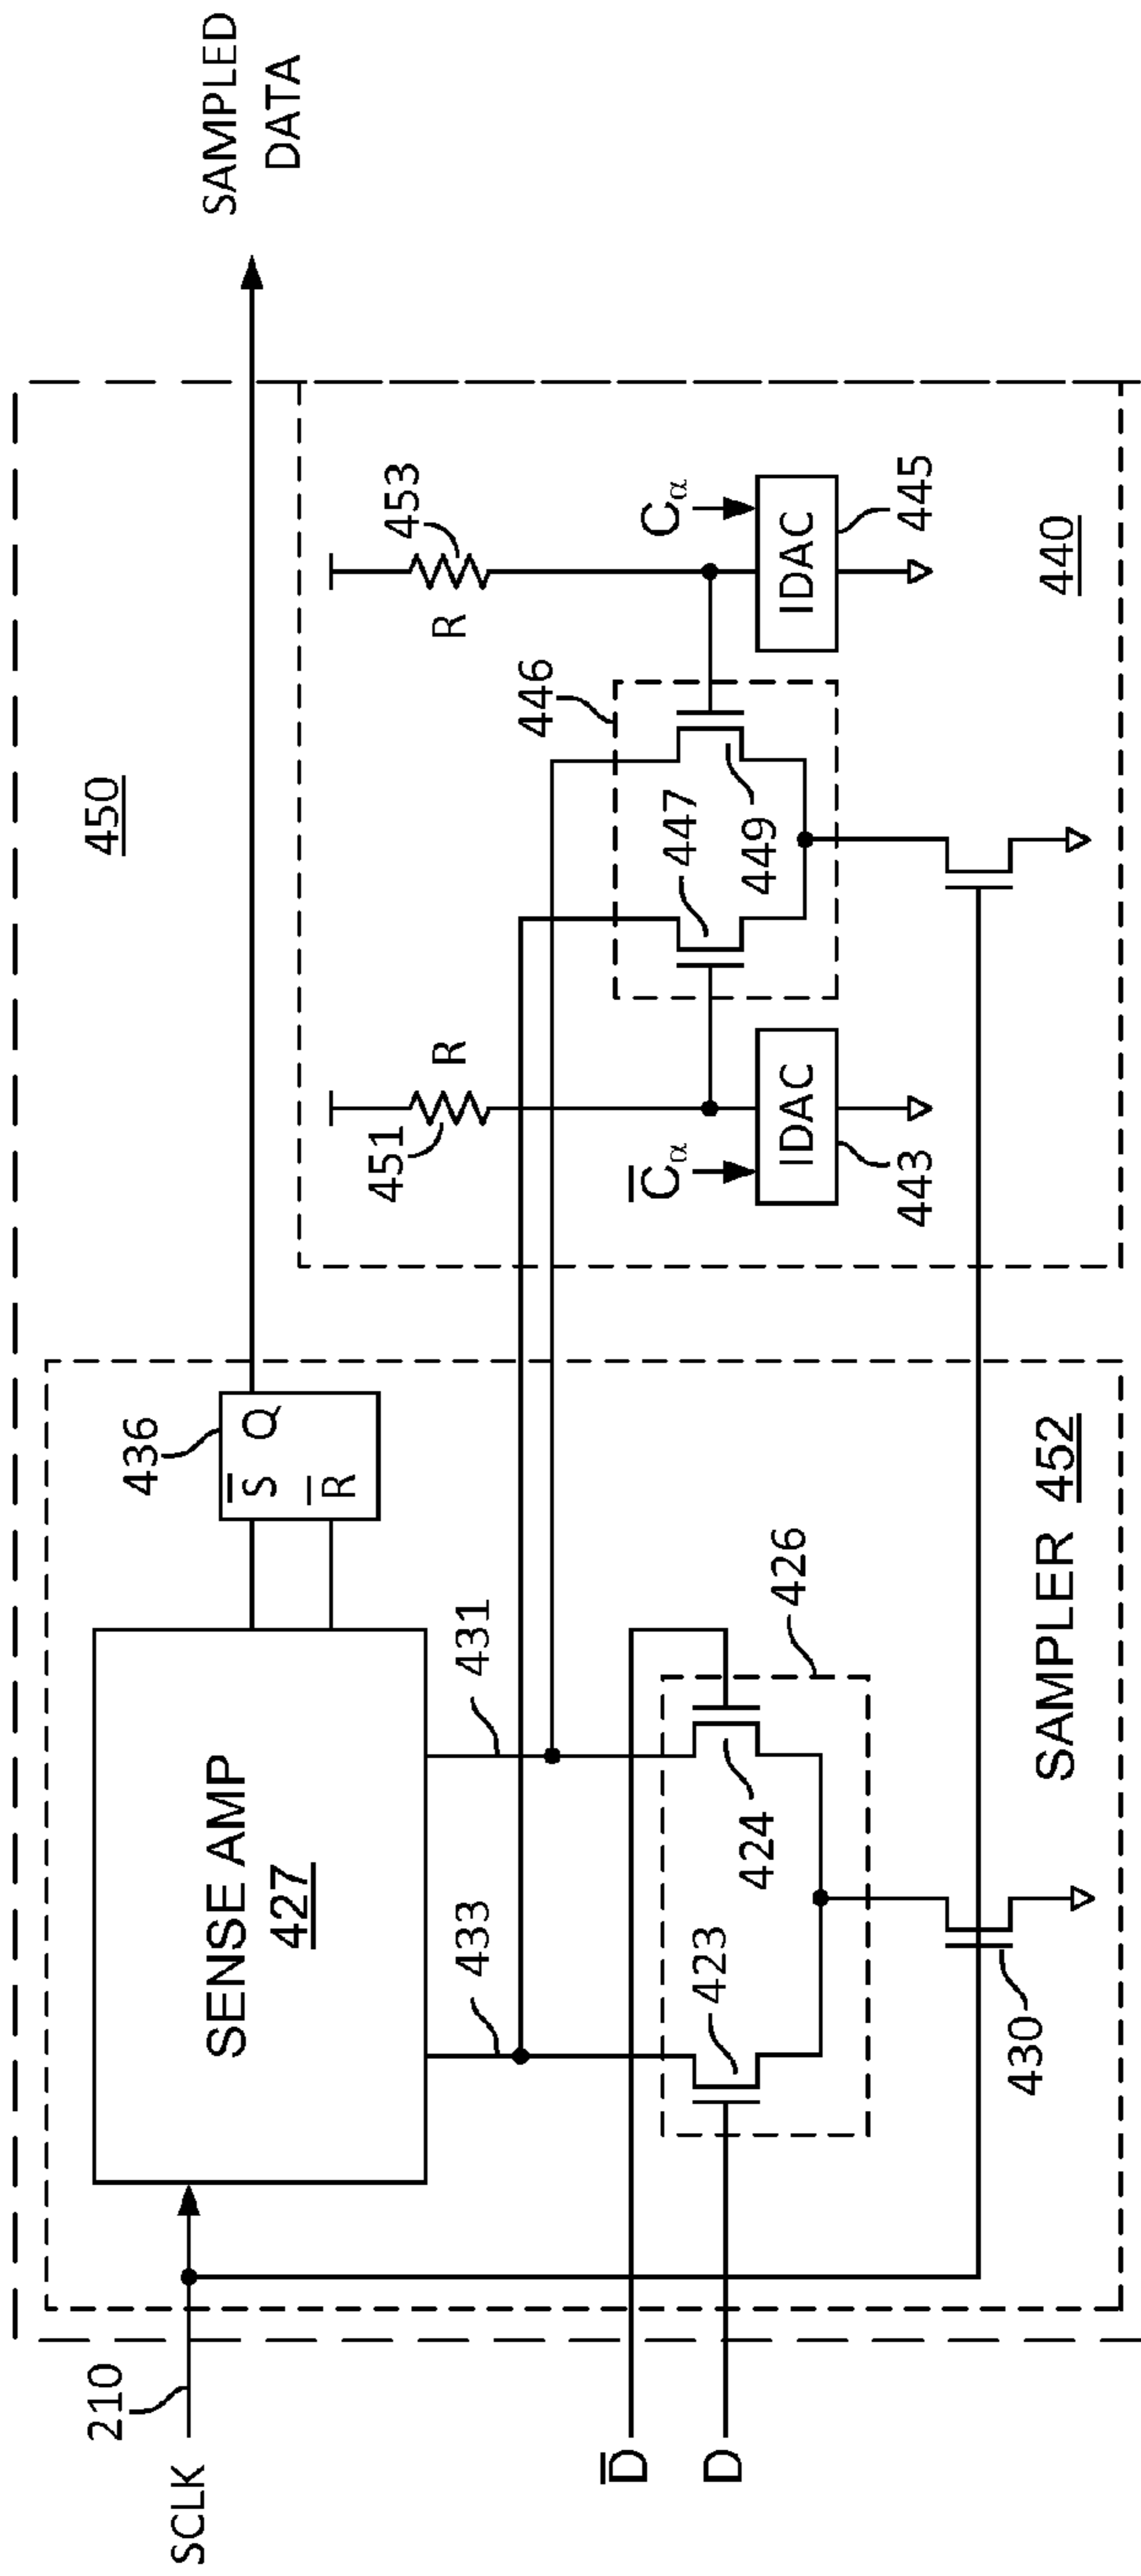 SCLK
210
D̅
D
450
SENSE AMP
427
436
S̅ Q
R̅
SAMPLED
DATA
433
431
423
424
426
430
SAMPLER 452
451
R
R
453
446
447
449
C̅α
IDAC
443
Cα
IDAC
445
440